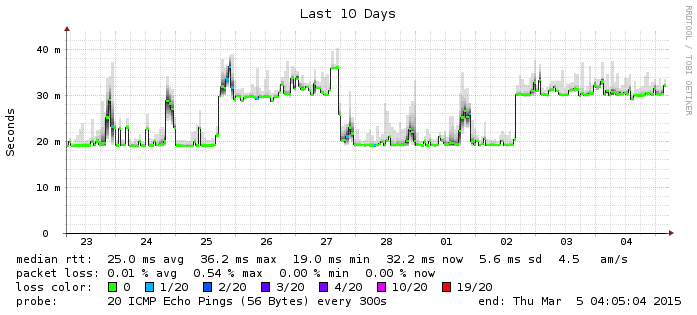 Last 10 Days
RRDTOOL / TOBI OETIKER
Seconds
40 m
30 m
20 m
10 m
0
23 24 25 26 27 28 01 02 03 04
median rtt: 25.0 ms avg 36.2 ms max 19.0 ms min 32.2 ms now 5.6 ms sd 4.5 am/s
packet loss: 0.01 % avg 0.54 % max 0.00 % min 0.00 % now
loss color: 0 1/20 2/20 3/20 4/20 10/20 19/20
probe: 20 ICMP Echo Pings (56 Bytes) every 300s end: Thu Mar 5 04:05:04 2015